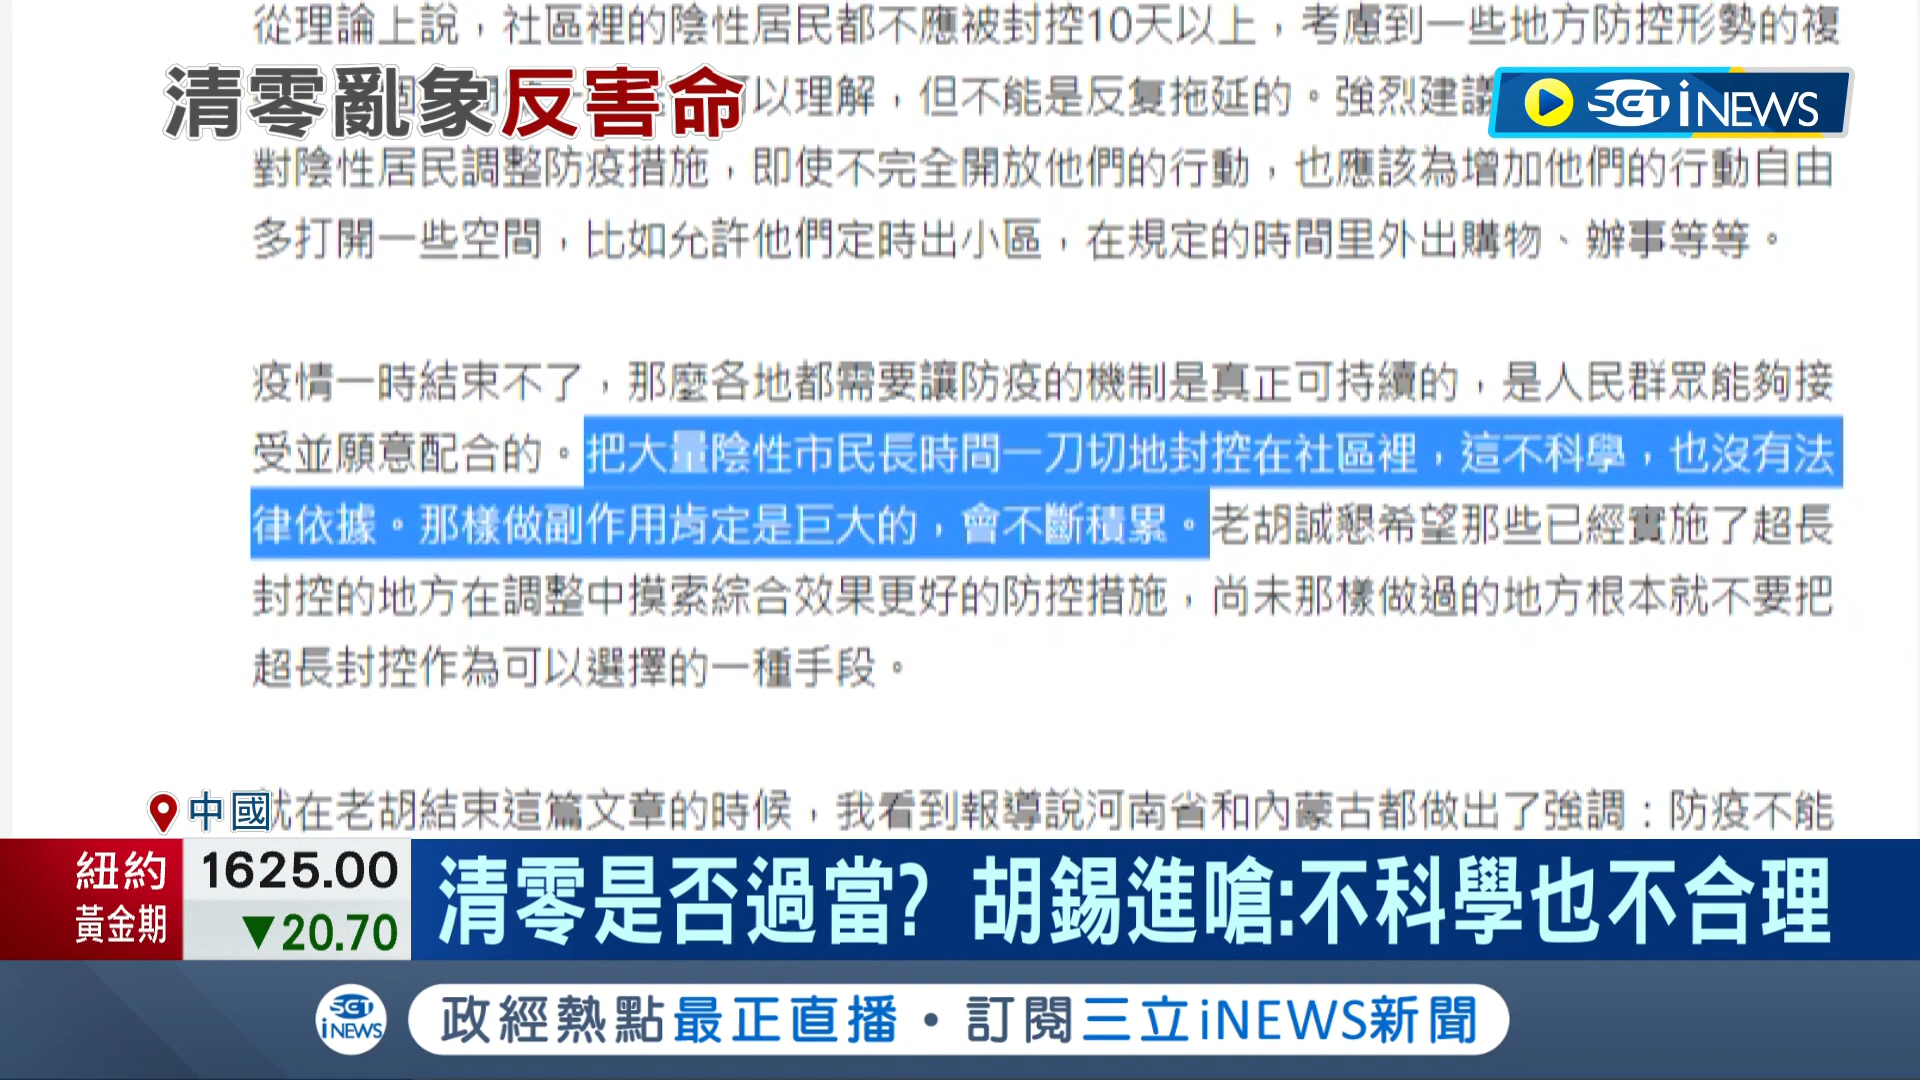 從理論上說，社區裡的陰性居民都不應被封控10天以上，考慮到一些地方防控形勢的複
清零亂象反害命
可以理解，但不能是反复拖延的。強烈建議
SET iNEWS
對陰性居民調整防疫措施，即使不完全開放他們的行動，也應該為增加他們的行動自由
多打開一些空間，比如允許他們定時出小區，在規定的時間里外出購物、辦事等等。
疫情一時結束不了，那麼各地都需要讓防疫的機制是真正可持續的，是人民群眾能夠接
受並願意配合的。把大量陰性市民長時間一刀切地封控在社區裡，這不科學，也沒有法
律依據。那樣做副作用肯定是巨大的，會不斷積累。老胡誠懇希望那些已經實施了超長
封控的地方在調整中摸索綜合效果更好的防控措施，尚未那樣做過的地方根本就不要把
超長封控作為可以選擇的一種手段。
中國
就在老胡結束這篇文章的時候，我看到報導說河南省和內蒙古都做出了強調：防疫不能
紐約
黃金期
1625.00
▼20.70
清零是否過當? 胡錫進嗆:不科學也不合理
SET iNEWS
政經熱點最正直播・訂閱三立iNEWS新聞